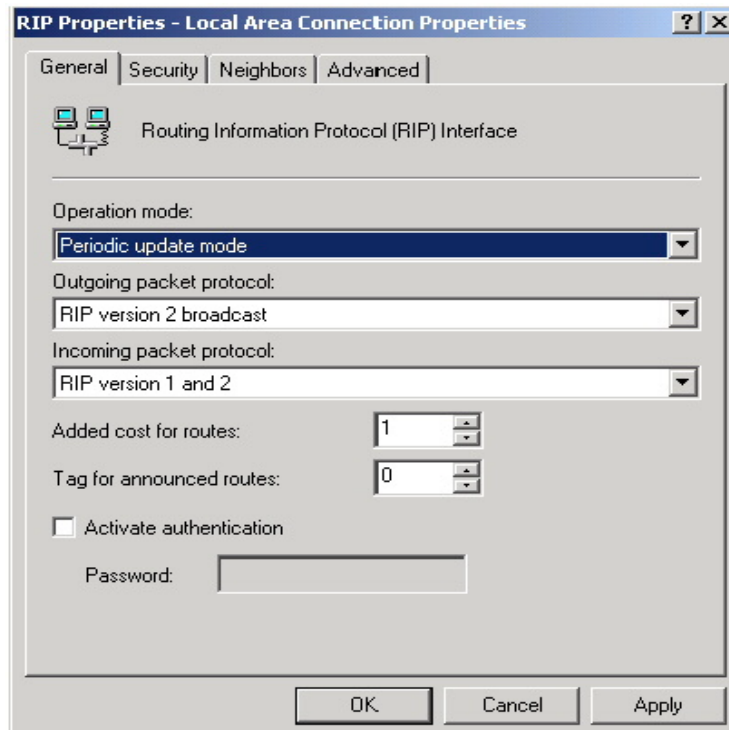 RIP Properties - Local Area Connection Properties
General Security Neighbors Advanced
Routing Information Protocol (RIP) Interface
Operation mode:
Periodic update mode
Outgoing packet protocol:
RIP version 2 broadcast
Incoming packet protocol:
RIP version 1 and 2
Added cost for routes: 1
Tag for announced routes: 0
Activate authentication
Password:
OK Cancel Apply